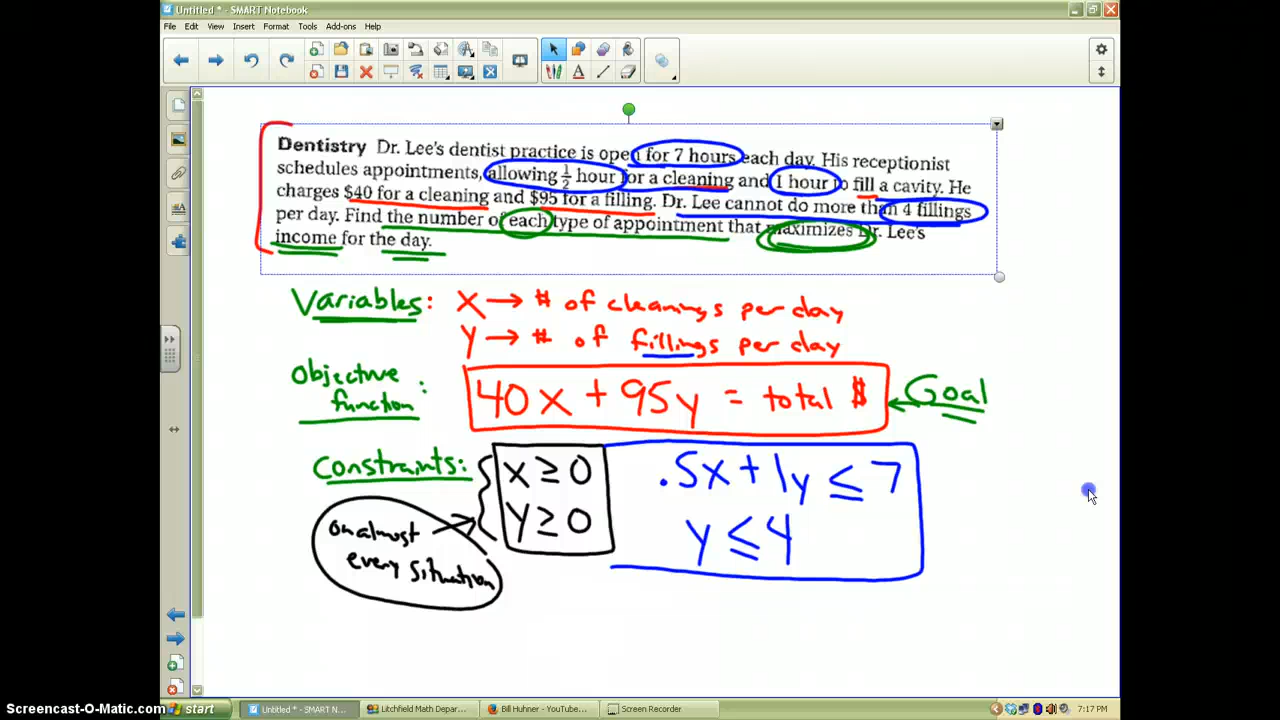 Untitled * - SMART Notebook
File Edit View Insert Format Tools Add-ons Help
Dentistry Dr. Lee's dentist practice is open for 7 hours each day. His receptionist
schedules appointments, allowing 1/2 hour for a cleaning and 1 hour to fill a cavity. He
charges $40 for a cleaning and $95 for a filling. Dr. Lee cannot do more than 4 fillings
per day. Find the number of each type of appointment that maximizes Dr. Lee's
income for the day.
Variables: X → # of cleanings per day
Y → # of fillings per day
Objective
function :
40x + 95y = total $
Goal
Constraints:
x ≥ 0
y ≥ 0
.5x + 1y ≤ 7
y ≤ 4
on almost
every situation
Screencast-O-Matic.com
start
Untitled * - SMART N...
Litchfield Math Depar...
Bill Huhner - YouTube...
Screen Recorder
7:17 PM